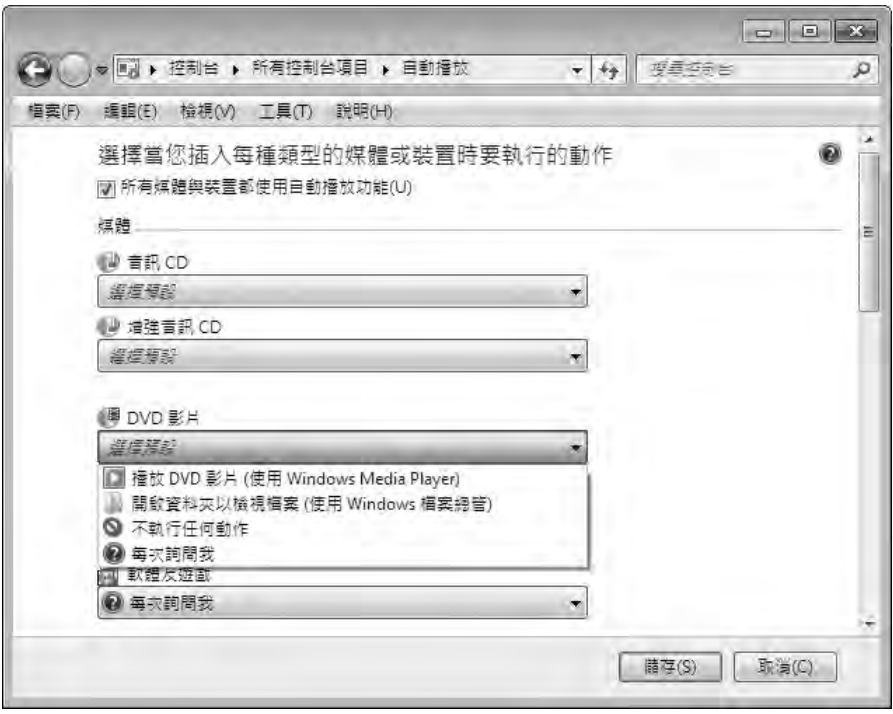 控制台 ▸ 所有控制台項目 ▸ 自動播放
搜尋控制台
檔案(F) 編輯(E) 檢視(V) 工具(T) 說明(H)
選擇當您插入每種類型的媒體或裝置時要執行的動作
所有媒體與裝置都使用自動播放功能(U)
媒體
音訊 CD
選擇預設
增強音訊 CD
選擇預設
DVD 影片
選擇預設
播放 DVD 影片 (使用 Windows Media Player)
開啟資料夾以檢視檔案 (使用 Windows 檔案總管)
不執行任何動作
每次詢問我
軟體及遊戲
每次詢問我
儲存(S) 取消(C)